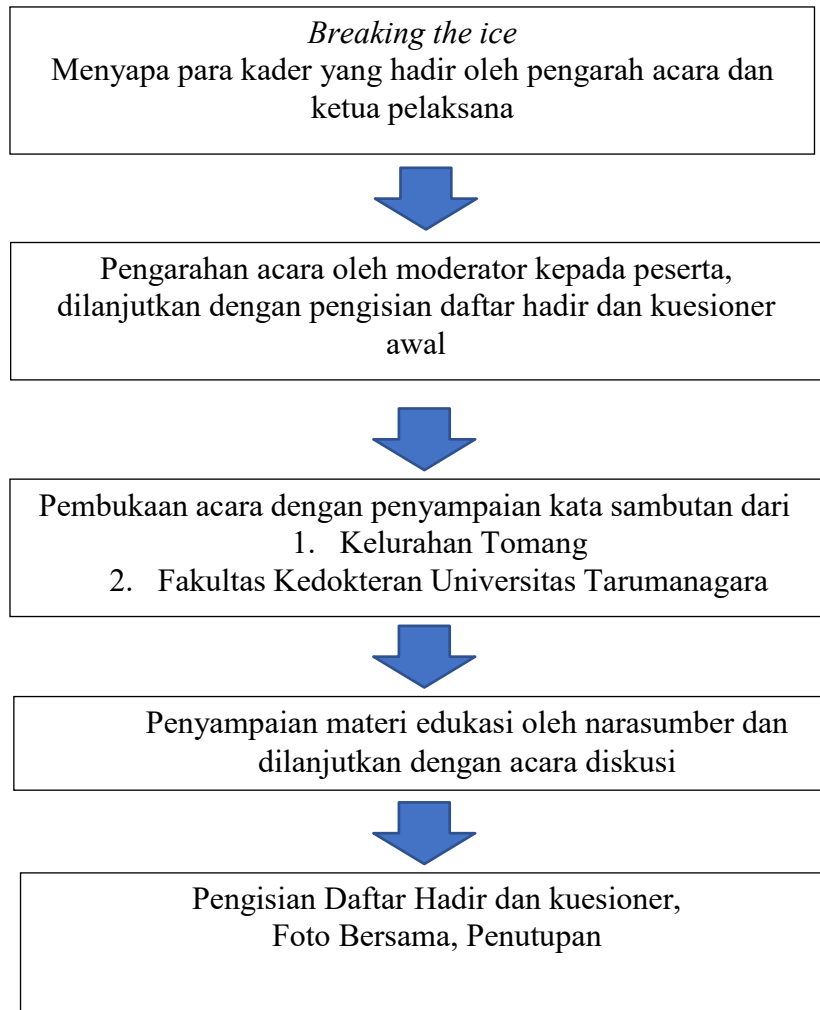 Breaking the ice
Menyapa para kader yang hadir oleh pengarah acara dan
ketua pelaksana
Pengarahan acara oleh moderator kepada peserta,
dilanjutkan dengan pengisian daftar hadir dan kuesioner
awal
Pembukaan acara dengan penyampaian kata sambutan dari
1. Kelurahan Tomang
2. Fakultas Kedokteran Universitas Tarumanagara
Penyampaian materi edukasi oleh narasumber dan
dilanjutkan dengan acara diskusi
Pengisian Daftar Hadir dan kuesioner,
Foto Bersama, Penutupan